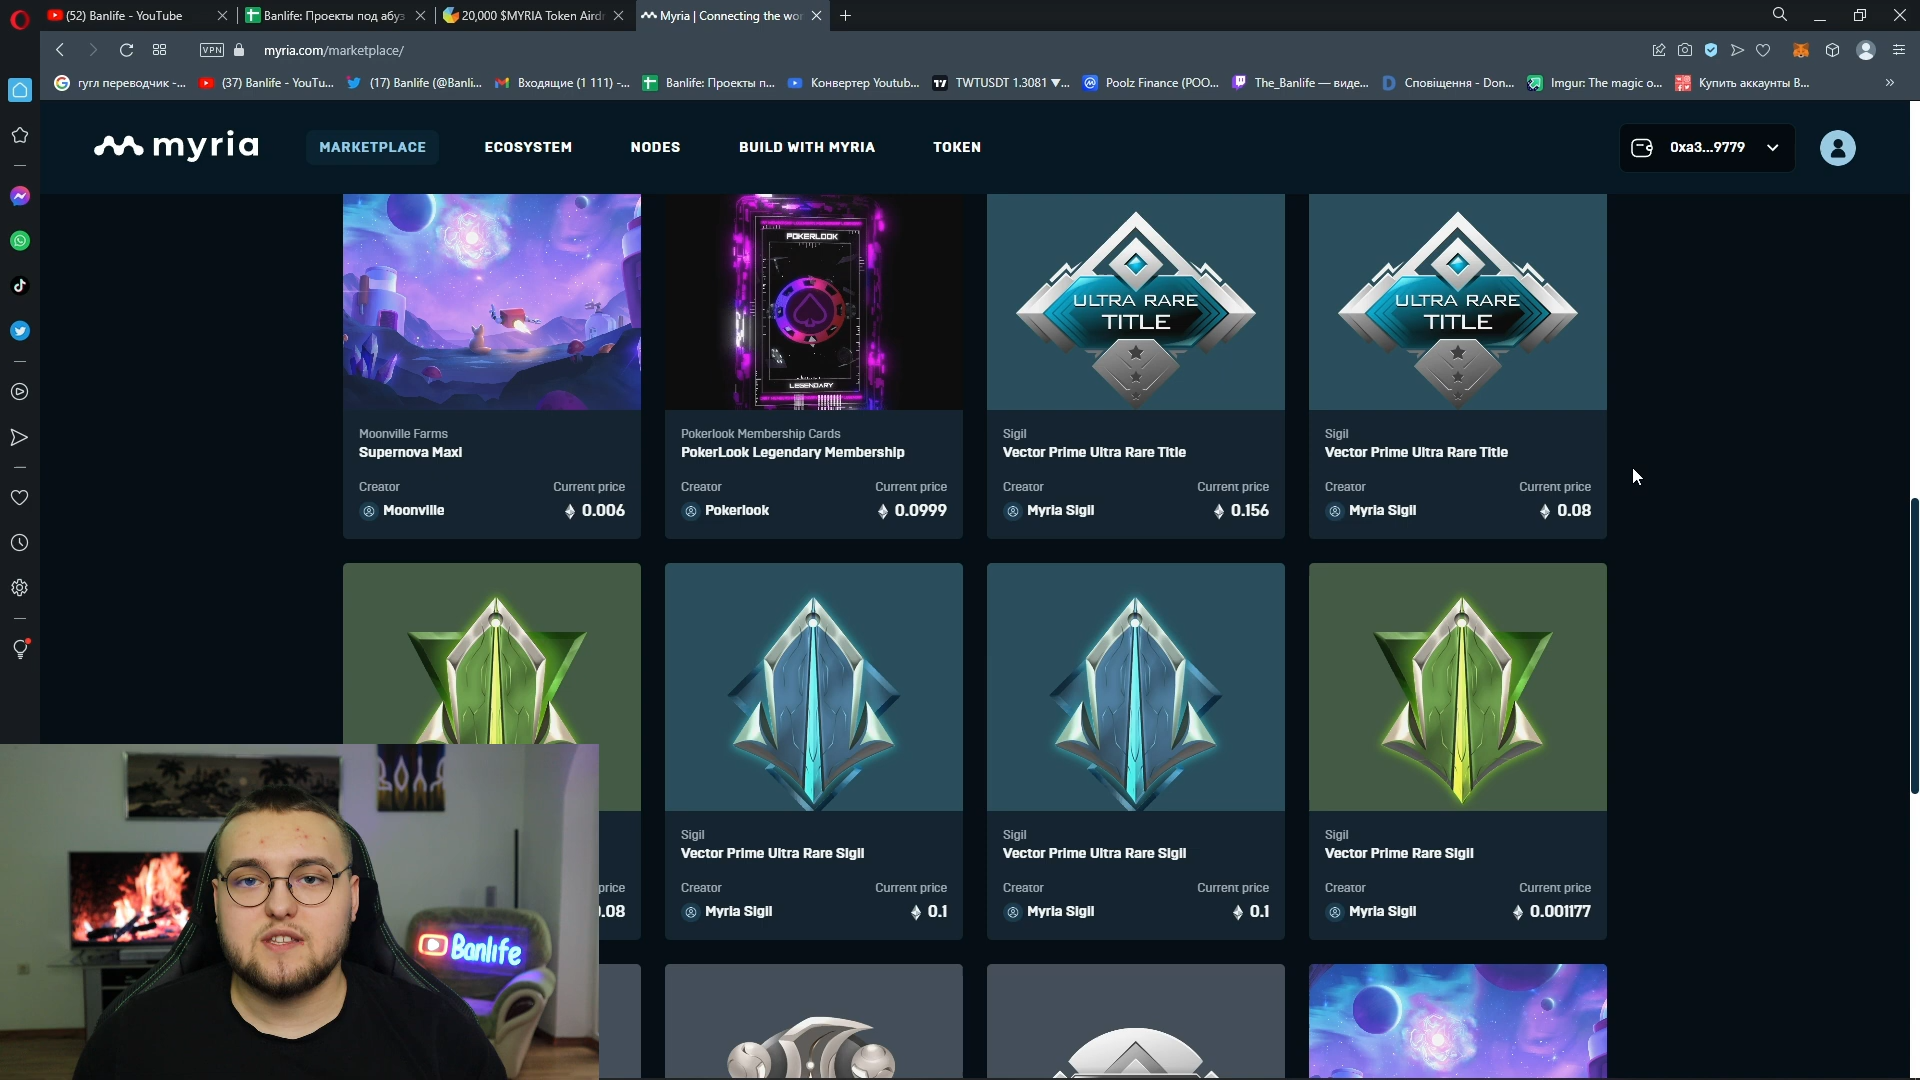 (52) Banlife - YouTube
Banlife: Проекты под абуз
20,000 $MYRIA Token Airdr
Myria | Connecting the wor
VPN
myria.com/marketplace/
гугл переводчик -...
(37) Banlife - YouTu...
(17) Banlife (@Banli...
Входящие (1 111) -...
Banlife: Проекты п...
Конвертер Youtub...
TWTUSDT 1.3081 ▼...
Poolz Finance (POO...
The_Banlife — виде...
Сповіщення - Don...
Imgur: The magic o...
Купить аккаунты В...
myria
MARKETPLACE
ECOSYSTEM
NODES
BUILD WITH MYRIA
TOKEN
0xa3...9779
POKERLOOK
LEGENDARY
ULTRA RARE
TITLE
ULTRA RARE
TITLE
Moonville Farms
Supernova Maxi
Creator
Current price
Moonville
0.006
Pokerlook Membership Cards
PokerLook Legendary Membership
Creator
Current price
Pokerlook
0.0999
Sigil
Vector Prime Ultra Rare Title
Creator
Current price
Myria Sigil
0.156
Sigil
Vector Prime Ultra Rare Title
Creator
Current price
Myria Sigil
0.08
price
0.08
Sigil
Vector Prime Ultra Rare Sigil
Creator
Current price
Myria Sigil
0.1
Sigil
Vector Prime Ultra Rare Sigil
Creator
Current price
Myria Sigil
0.1
Sigil
Vector Prime Rare Sigil
Creator
Current price
Myria Sigil
0.001177
Banlife